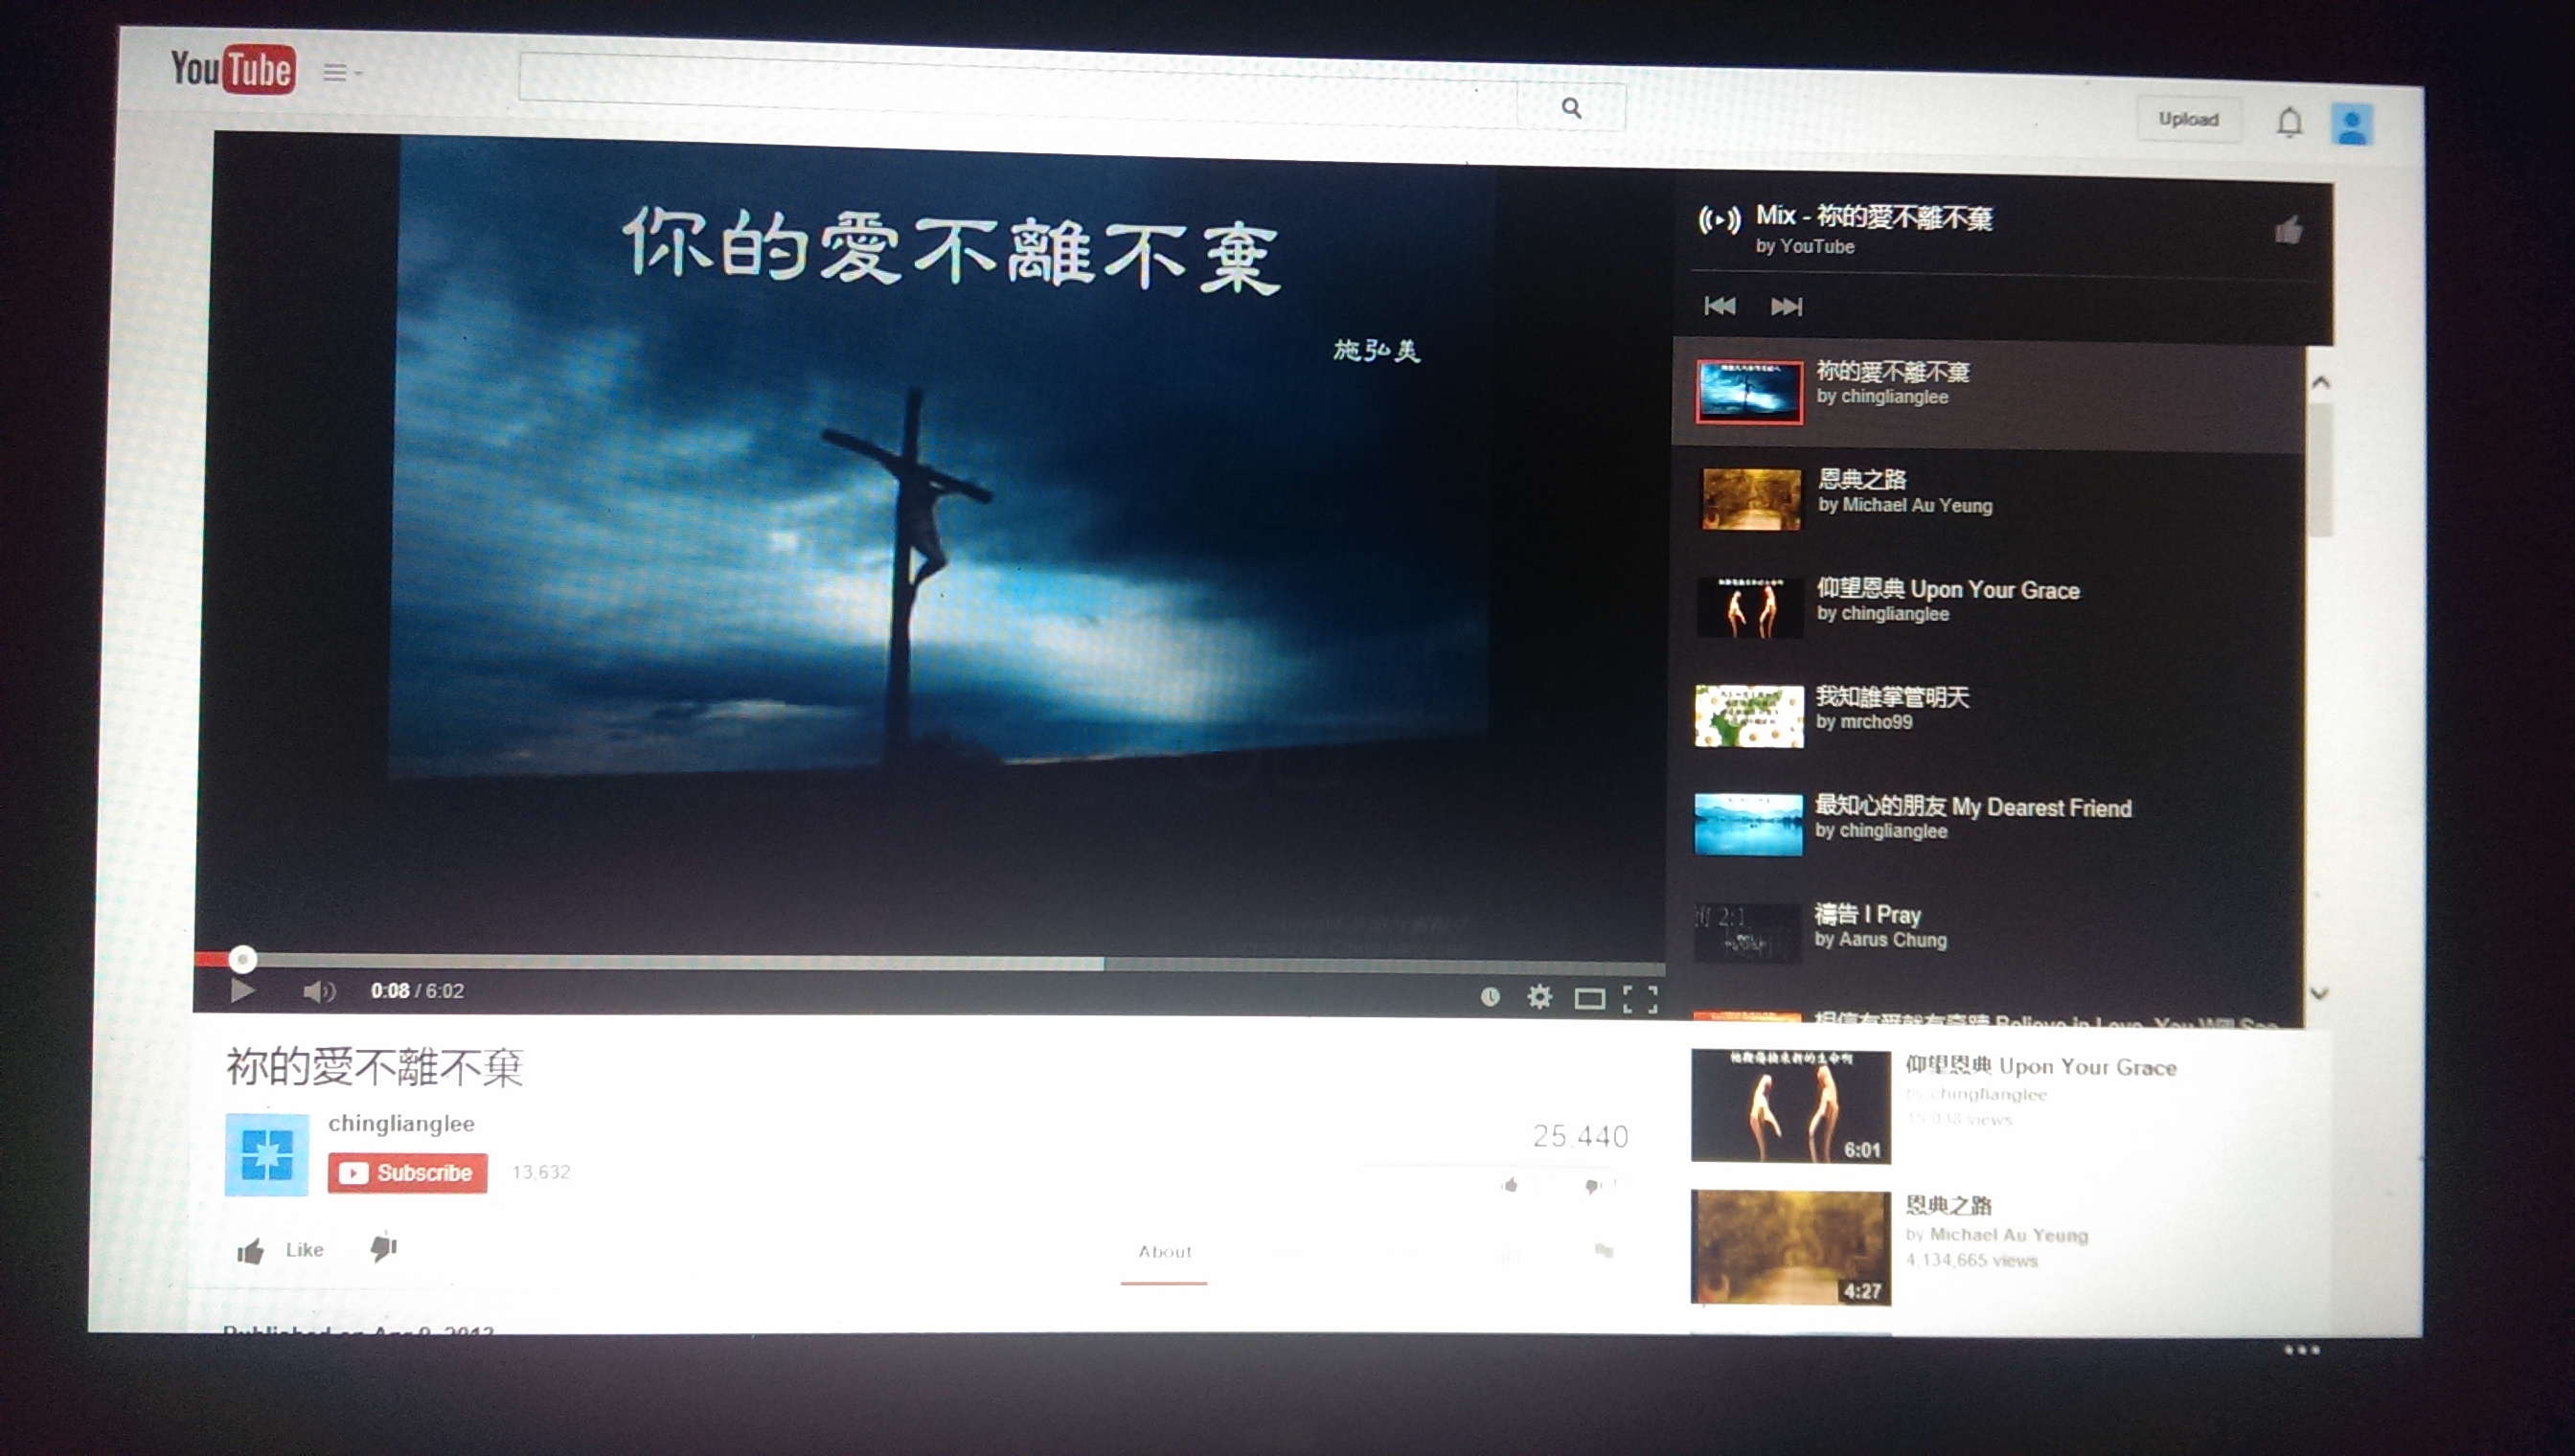 YouTube
Upload
你的愛不離不棄
施弘美
Mix - 祢的愛不離不棄
by YouTube
祢的愛不離不棄
by chinglianglee
恩典之路
by Michael Au Yeung
仰望恩典 Upon Your Grace
by chinglianglee
我知誰掌管明天
by mrcho99
最知心的朋友 My Dearest Friend
by chinglianglee
禱告 I Pray
by Aarus Chung
Believe in Love, You Will See
0:08 / 6:02
祢的愛不離不棄
chinglianglee
Subscribe
13,632
25,440
Like
About
Published on Apr 9, 2012
仰望恩典 Upon Your Grace
by chinglianglee
views
6:01
恩典之路
by Michael Au Yeung
4,134,665 views
4:27